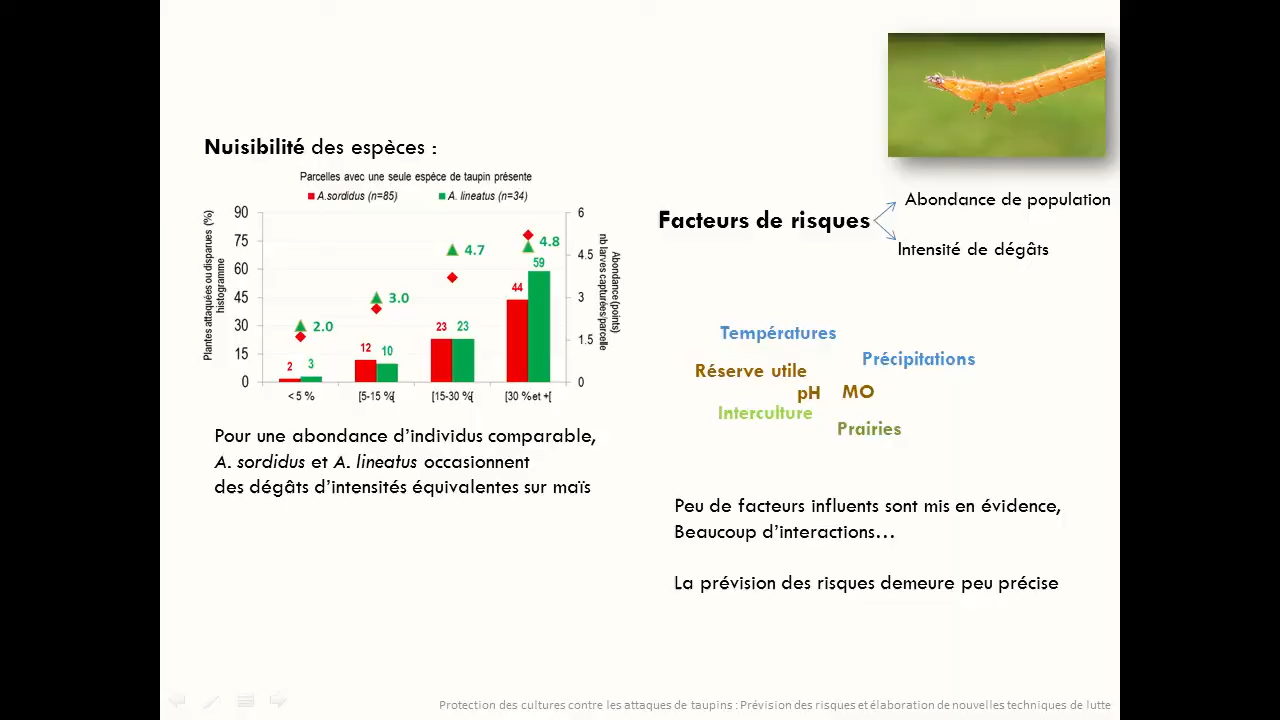 Nuisibilité des espèces :
Parcelles avec une seule espèce de taupin présente
A.sordidus (n=85)
A. lineatus (n=34)
Plantes attaquées ou disparues (%)
histogramme
90
75
60
45
30
15
0
6
4.5
3
1.5
0
Abondance (points)
nb larves capturées/parcelle
2.0
3.0
4.7
4.8
2
3
12
10
23
23
44
59
< 5 %
[5-15 %[
[15-30 %[
[30 % et +[
Pour une abondance d’individus comparable,
A. sordidus et A. lineatus occasionnent
des dégâts d’intensités équivalentes sur maïs
Facteurs de risques
Abondance de population
Intensité de dégâts
Températures
Précipitations
Réserve utile
pH
MO
Interculture
Prairies
Peu de facteurs influents sont mis en évidence,
Beaucoup d’interactions…
La prévision des risques demeure peu précise
Protection des cultures contre les attaques de taupins : Prévision des risques et élaboration de nouvelles techniques de lutte